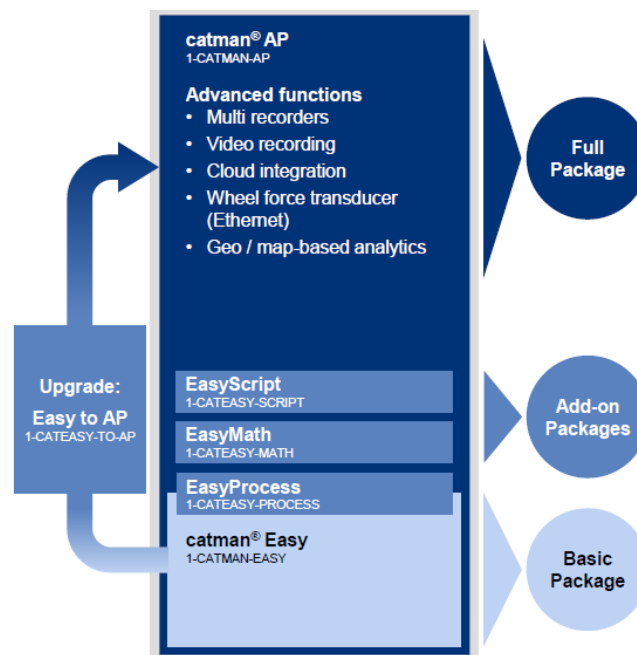 catman® AP
1-CATMAN-AP
Advanced functions
• Multi recorders
• Video recording
• Cloud integration
• Wheel force transducer
(Ethernet)
• Geo / map-based analytics
Full
Package
Upgrade:
Easy to AP
1-CATEASY-TO-AP
EasyScript
1-CATEASY-SCRIPT
EasyMath
1-CATEASY-MATH
EasyProcess
1-CATEASY-PROCESS
Add-on
Packages
catman® Easy
1-CATMAN-EASY
Basic
Package